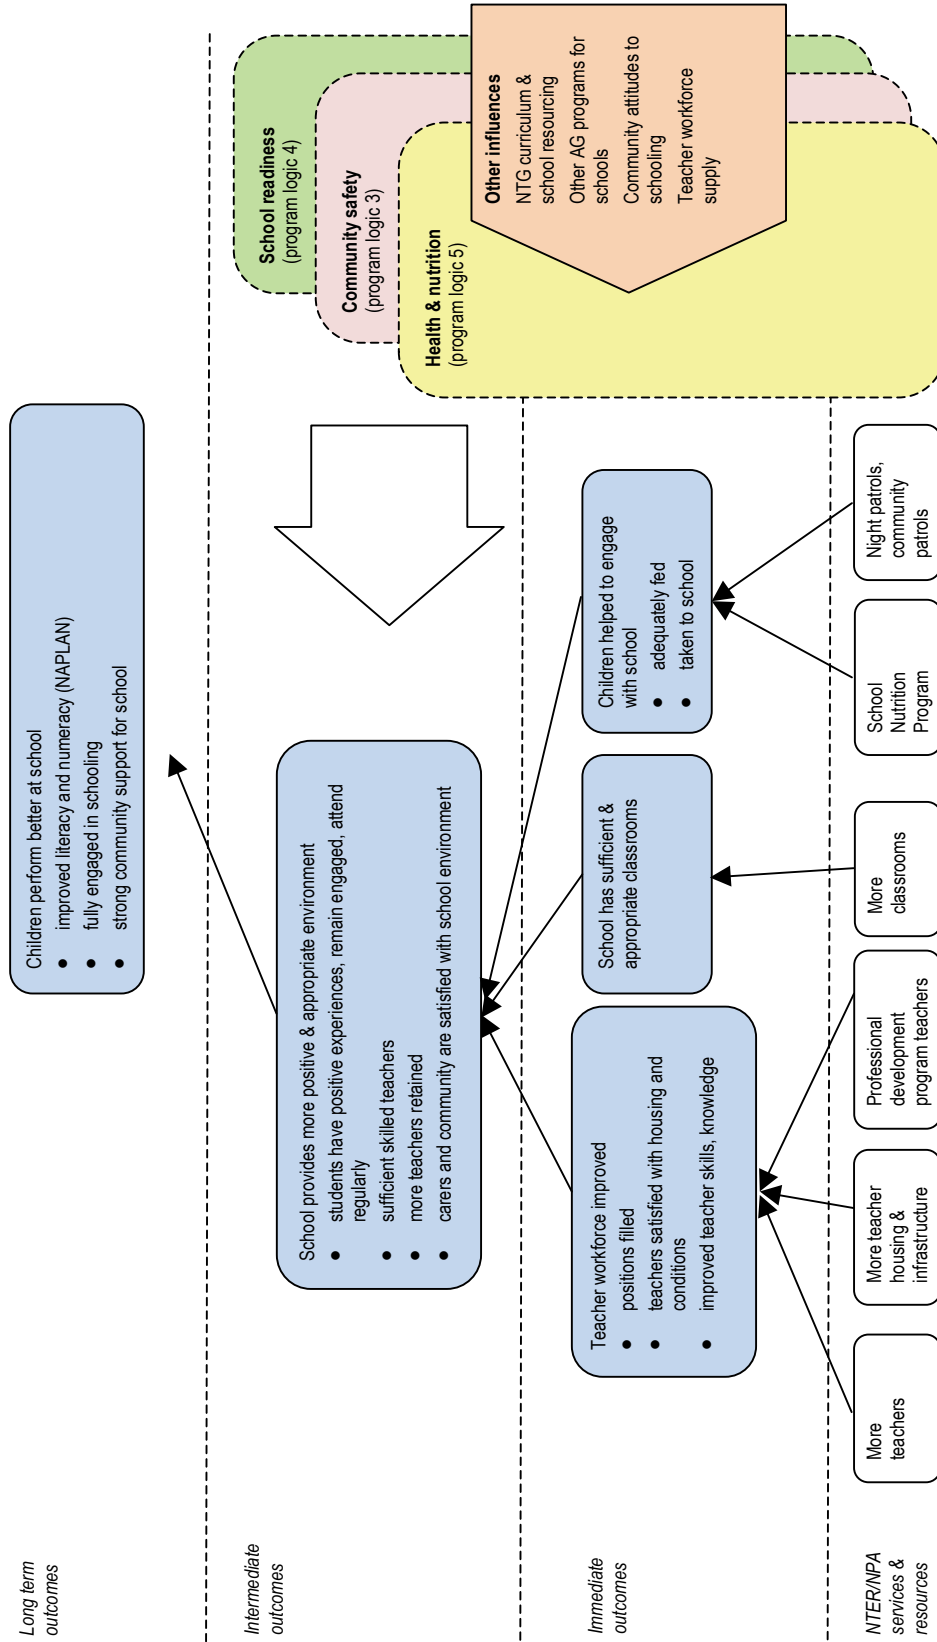 Long term
outcomes
Children perform better at school
• improved literacy and numeracy (NAPLAN)
• fully engaged in schooling
• strong community support for school
Intermediate
outcomes
School provides more positive & appropriate environment
• students have positive experiences, remain engaged, attend
regularly
• sufficient skilled teachers
• more teachers retained
• carers and community are satisfied with school environment
Immediate
outcomes
Teacher workforce improved
• positions filled
• teachers satisfied with housing and
conditions
• improved teacher skills, knowledge
School has sufficient &
appropriate classrooms
Children helped to engage
with school
• adequately fed
• taken to school
NTER/NPA
services &
resources
More
teachers
More teacher
housing &
infrastructure
Professional
development
program teachers
More
classrooms
School
Nutrition
Program
Night patrols,
community
patrols
School readiness
(program logic 4)
Community safety
(program logic 3)
Health & nutrition
(program logic 5)
Other influences
NTG curriculum &
school resourcing
Other AG programs for
schools
Community attitudes to
schooling
Teacher workforce
supply